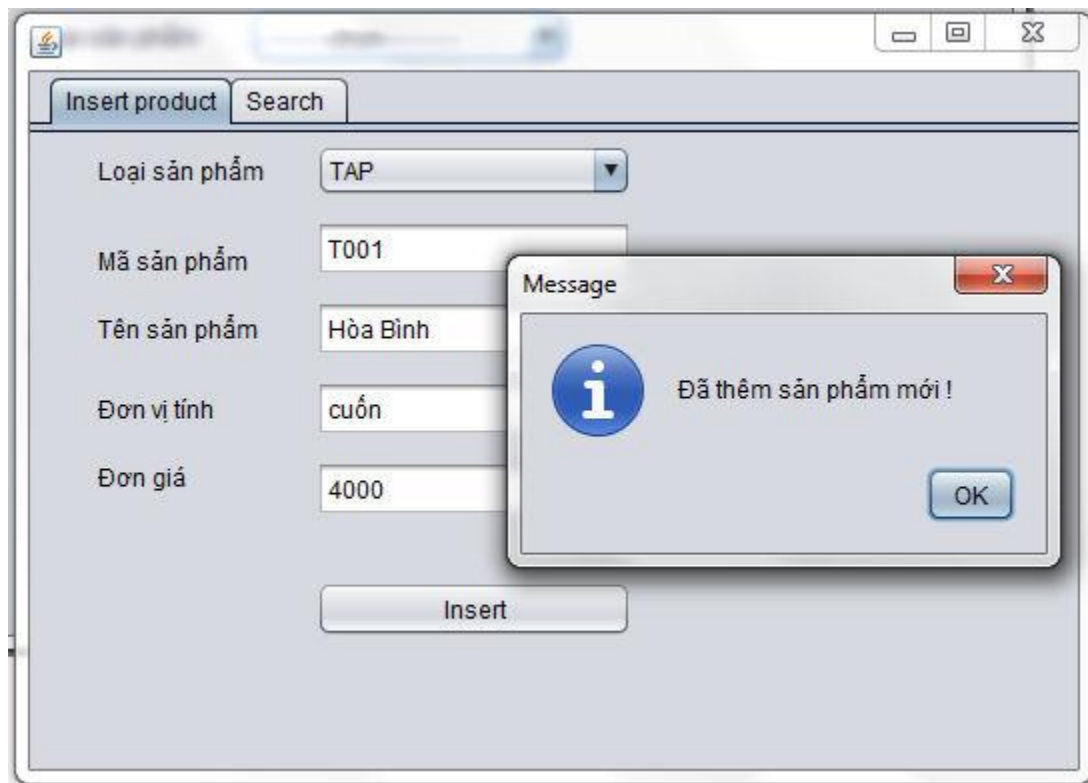 Insert product Search
Loại sản phẩm TAP
Mã sản phẩm T001
Message
Tên sản phẩm Hòa Bình
Đã thêm sản phẩm mới !
Đơn vị tính cuốn
Đơn giá 4000
OK
Insert